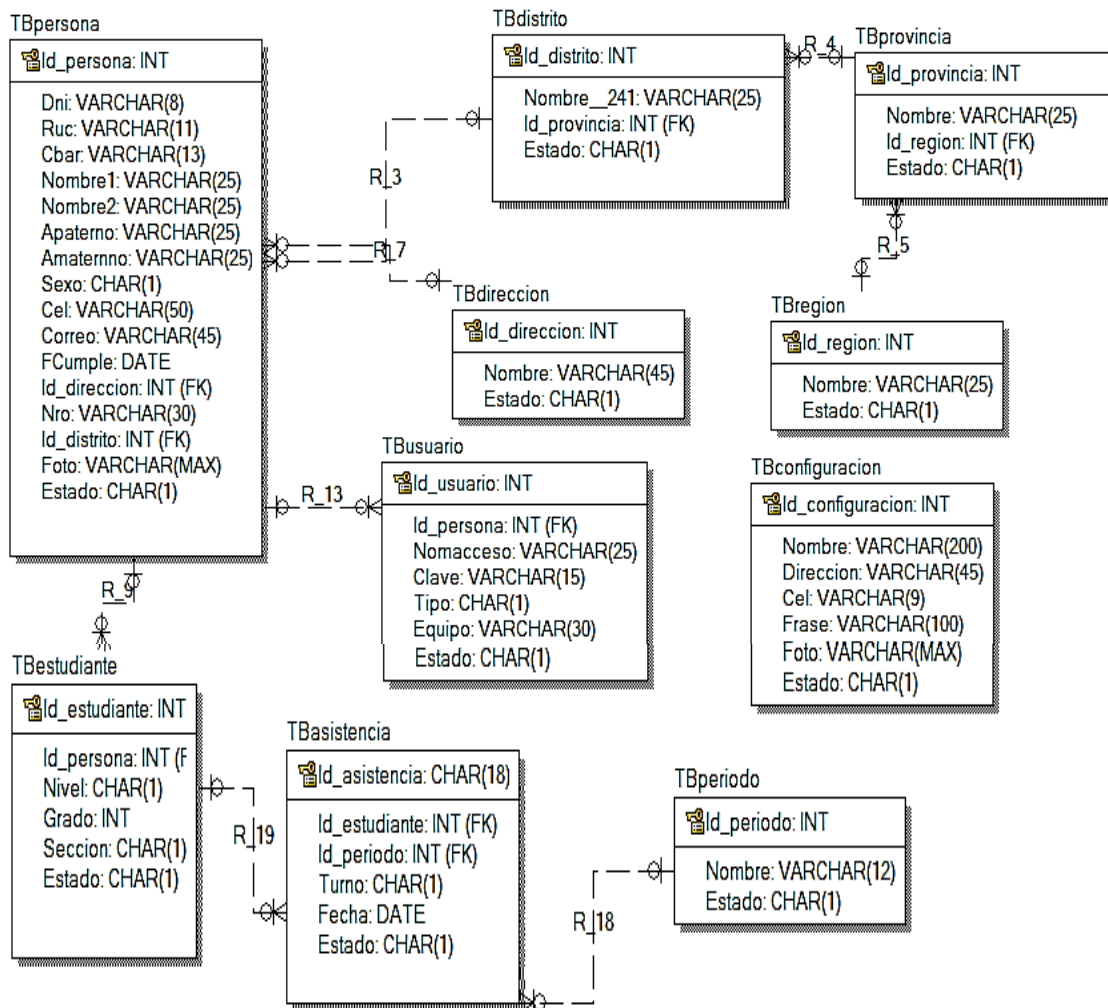 TBpersona
Id_persona: INT
Dni: VARCHAR(8)
Ruc: VARCHAR(11)
Cbar: VARCHAR(13)
Nombre1: VARCHAR(25)
Nombre2: VARCHAR(25)
Apaterno: VARCHAR(25)
Amaternno: VARCHAR(25)
Sexo: CHAR(1)
Cel: VARCHAR(50)
Correo: VARCHAR(45)
FCumple: DATE
Id_direccion: INT (FK)
Nro: VARCHAR(30)
Id_distrito: INT (FK)
Foto: VARCHAR(MAX)
Estado: CHAR(1)
TBdistrito
Id_distrito: INT
Nombre__241: VARCHAR(25)
Id_provincia: INT (FK)
Estado: CHAR(1)
R_4
TBprovincia
Id_provincia: INT
Nombre: VARCHAR(25)
Id_region: INT (FK)
Estado: CHAR(1)
R_3
R_7
R_5
TBdireccion
Id_direccion: INT
Nombre: VARCHAR(45)
Estado: CHAR(1)
TBregion
Id_region: INT
Nombre: VARCHAR(25)
Estado: CHAR(1)
R_13
TBusuario
Id_usuario: INT
Id_persona: INT (FK)
Nomacceso: VARCHAR(25)
Clave: VARCHAR(15)
Tipo: CHAR(1)
Equipo: VARCHAR(30)
Estado: CHAR(1)
TBconfiguracion
Id_configuracion: INT
Nombre: VARCHAR(200)
Direccion: VARCHAR(45)
Cel: VARCHAR(9)
Frase: VARCHAR(100)
Foto: VARCHAR(MAX)
Estado: CHAR(1)
R_9
TBestudiante
Id_estudiante: INT
Id_persona: INT (F
Nivel: CHAR(1)
Grado: INT
Seccion: CHAR(1)
Estado: CHAR(1)
R_19
TBasistencia
Id_asistencia: CHAR(18)
Id_estudiante: INT (FK)
Id_periodo: INT (FK)
Turno: CHAR(1)
Fecha: DATE
Estado: CHAR(1)
R_18
TBperiodo
Id_periodo: INT
Nombre: VARCHAR(12)
Estado: CHAR(1)